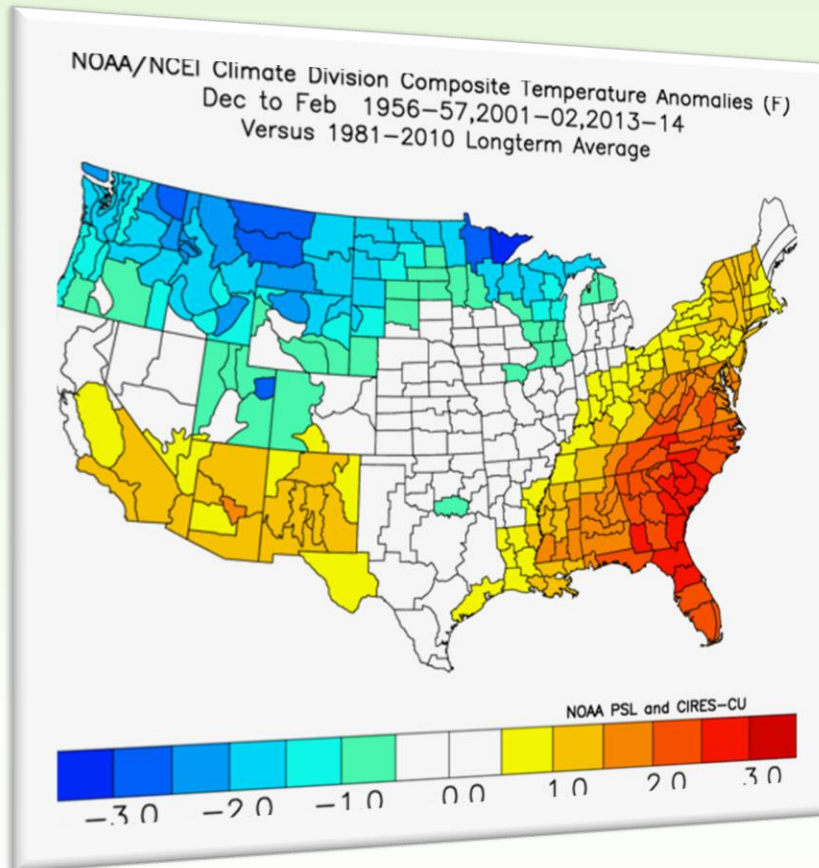 NOAA/NCEI Climate Division Composite Temperature Anomalies (F)
Dec to Feb 1956-57,2001-02,2013-14
Versus 1981-2010 Longterm Average
NOAA PSL and CIRES-CU
-3.0 -2.0 -1.0 0.0 1.0 2.0 3.0